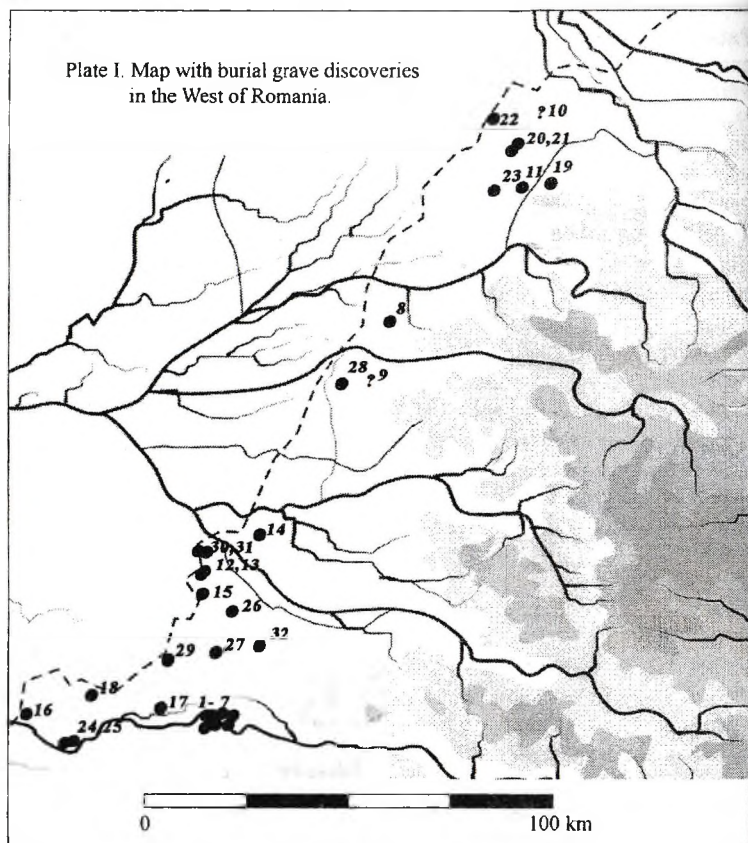 Plate I. Map with burial grave discoveries
in the West of Romania.
? 10
22
20,21
23 11 19
8
28 ? 9
14
30,31
12,13
15
26
27 32
29
18
17 1- 7
16
24,25
0 100 km